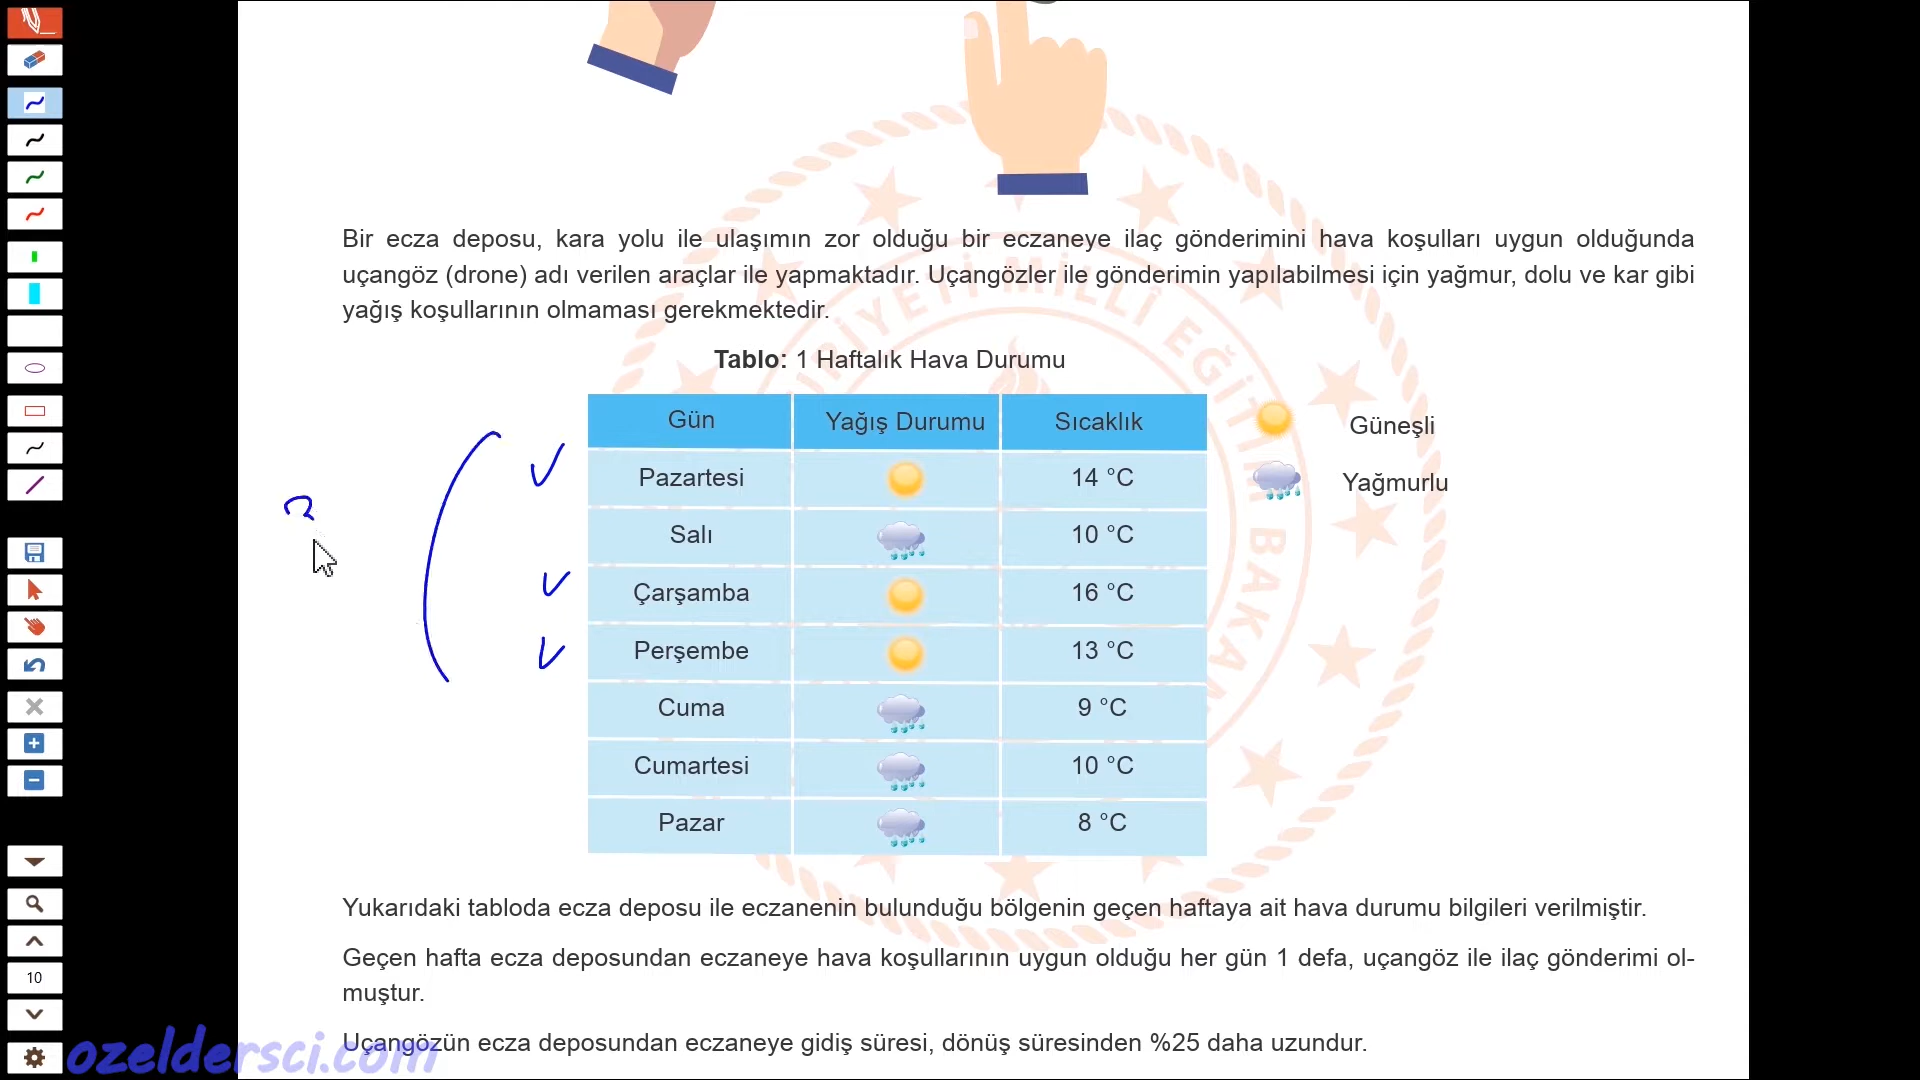 Bir ecza deposu, kara yolu ile ulaşımın zor olduğu bir eczaneye ilaç gönderimini hava koşulları uygun olduğunda
uçangöz (drone) adı verilen araçlar ile yapmaktadır. Uçangözler ile gönderimin yapılabilmesi için yağmur, dolu ve kar gibi
yağış koşullarının olmaması gerekmektedir.
Tablo: 1 Haftalık Hava Durumu
Gün Yağış Durumu Sıcaklık
Güneşli
Pazartesi 14 °C
Yağmurlu
Salı 10 °C
Çarşamba 16 °C
Perşembe 13 °C
Cuma 9 °C
Cumartesi 10 °C
Pazar 8 °C
Yukarıdaki tabloda ecza deposu ile eczanenin bulunduğu bölgenin geçen haftaya ait hava durumu bilgileri verilmiştir.
Geçen hafta ecza deposundan eczaneye hava koşullarının uygun olduğu her gün 1 defa, uçangöz ile ilaç gönderimi ol-
muştur.
Uçangözün ecza deposundan eczaneye gidiş süresi, dönüş süresinden %25 daha uzundur.
10
ozeldersci.com